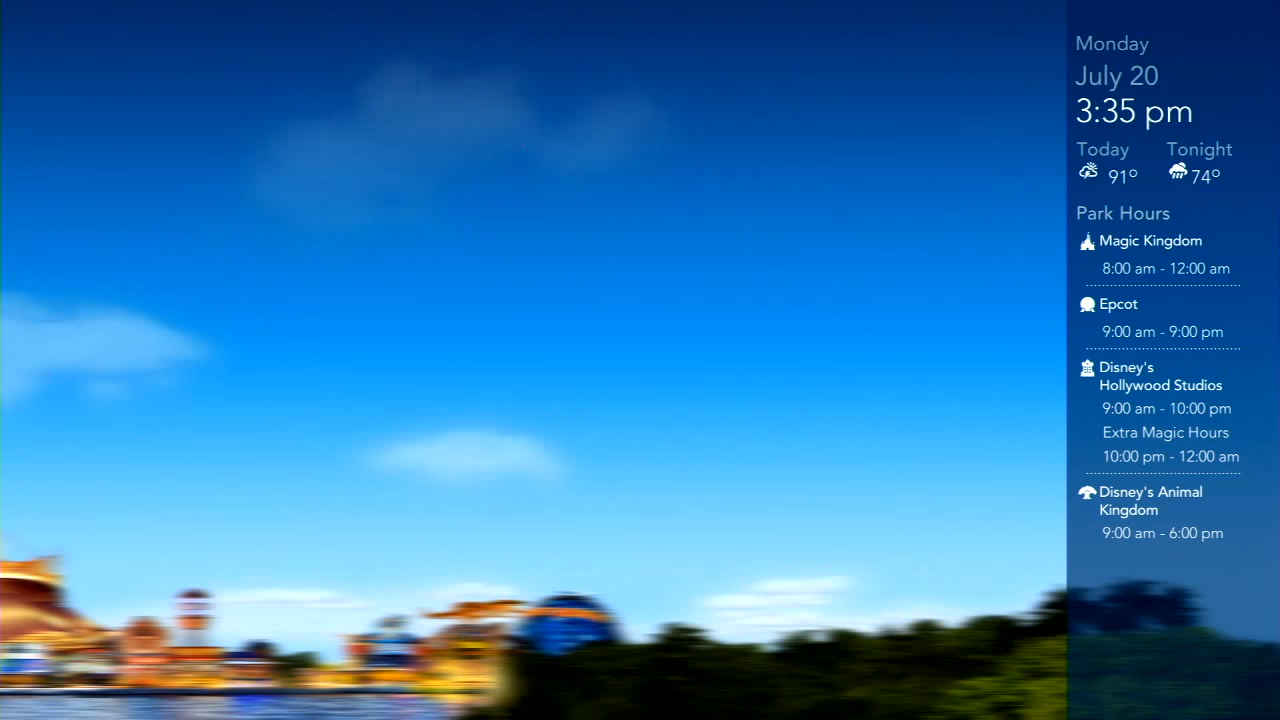 Monday
July 20
3:35 pm
Today Tonight
91° 74°
Park Hours
Magic Kingdom
8:00 am - 12:00 am
Epcot
9:00 am - 9:00 pm
Disney's
Hollywood Studios
9:00 am - 10:00 pm
Extra Magic Hours
10:00 pm - 12:00 am
Disney's Animal
Kingdom
9:00 am - 6:00 pm